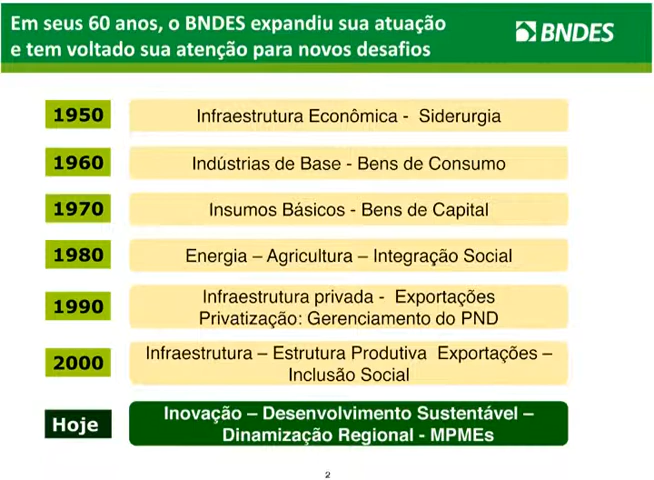 Em seus 60 anos, o BNDES expandiu sua atuação
e tem voltado sua atenção para novos desafios
BNDES
1950
Infraestrutura Econômica - Siderurgia
1960
Indústrias de Base - Bens de Consumo
1970
Insumos Básicos - Bens de Capital
1980
Energia – Agricultura – Integração Social
1990
Infraestrutura privada - Exportações
Privatização: Gerenciamento do PND
2000
Infraestrutura – Estrutura Produtiva Exportações –
Inclusão Social
Hoje
Inovação – Desenvolvimento Sustentável –
Dinamização Regional - MPMEs
2